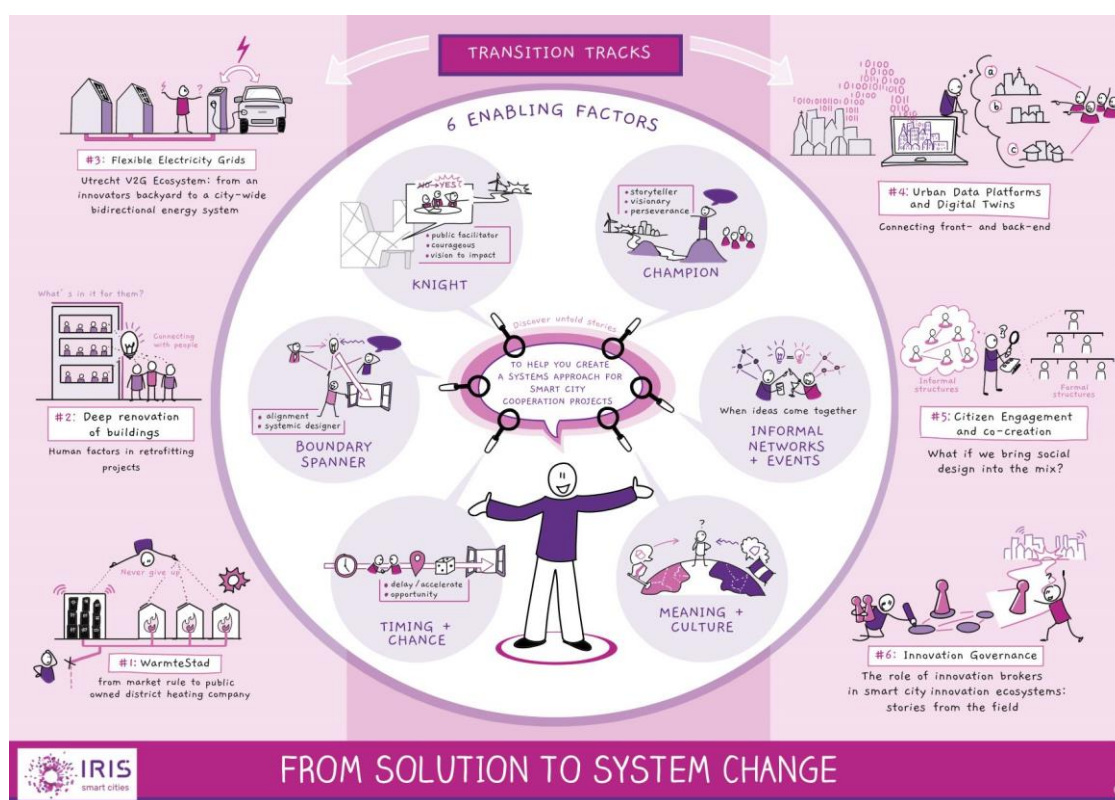 TRANSITION TRACKS
6 ENABLING FACTORS
#3: Flexible Electricity Grids
Utrecht V2G Ecosystem: from an
innovators backyard to a city-wide
bidirectional energy system
What's in it for them?
Connecting
with people
#2: Deep renovation
of buildings
Human factors in retrofitting
projects
Never give up
#1: WarmteStad
from market rule to public
owned district heating company
NO → YES!
• public facilitator
• courageous
• vision to impact
KNIGHT
• storyteller
• visionary
• perseverance
CHAMPION
• alignment
• systemic designer
BOUNDARY
SPANNER
Discover untold stories
TO HELP YOU CREATE
A SYSTEMS APPROACH FOR
SMART CITY
COOPERATION PROJECTS
When ideas come together
INFORMAL
NETWORKS
+ EVENTS
• delay/accelerate
• opportunity
TIMING +
CHANCE
?
MEANING +
CULTURE
a
b
c
#4: Urban Data Platforms
and Digital Twins
Connecting front- and back-end
Informal
structures
Formal
structures
#5: Citizen Engagement
and co-creation
What if we bring social
design into the mix?
#6: Innovation Governance
The role of innovation brokers
in smart city innovation ecosystems:
stories from the field
IRIS
smart cities
FROM SOLUTION TO SYSTEM CHANGE